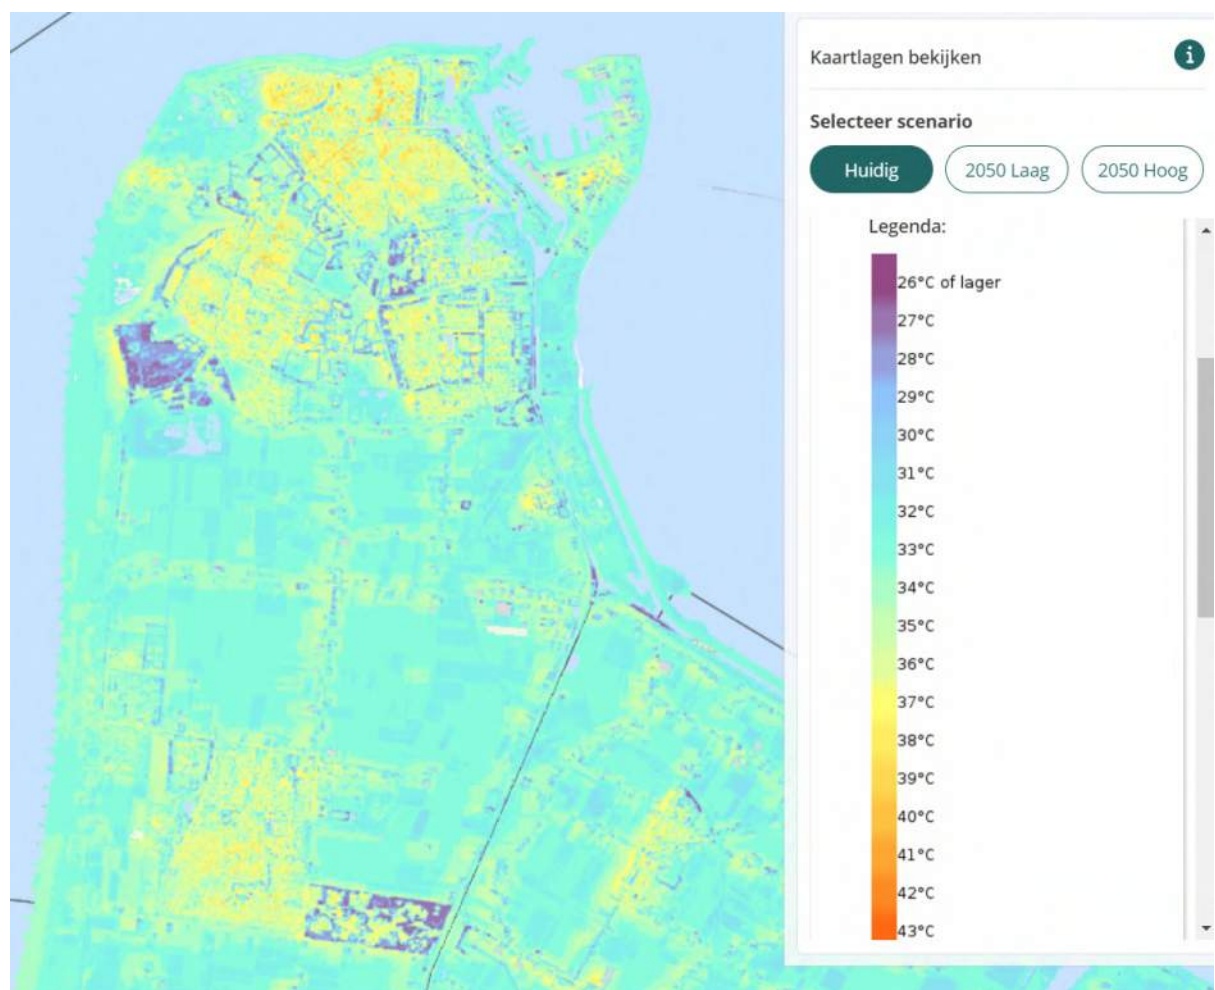 Kaartlagen bekijken
i
Selecteer scenario
Huidig
2050 Laag
2050 Hoog
Legenda:
26°C of lager
27°C
28°C
29°C
30°C
31°C
32°C
33°C
34°C
35°C
36°C
37°C
38°C
39°C
40°C
41°C
42°C
43°C